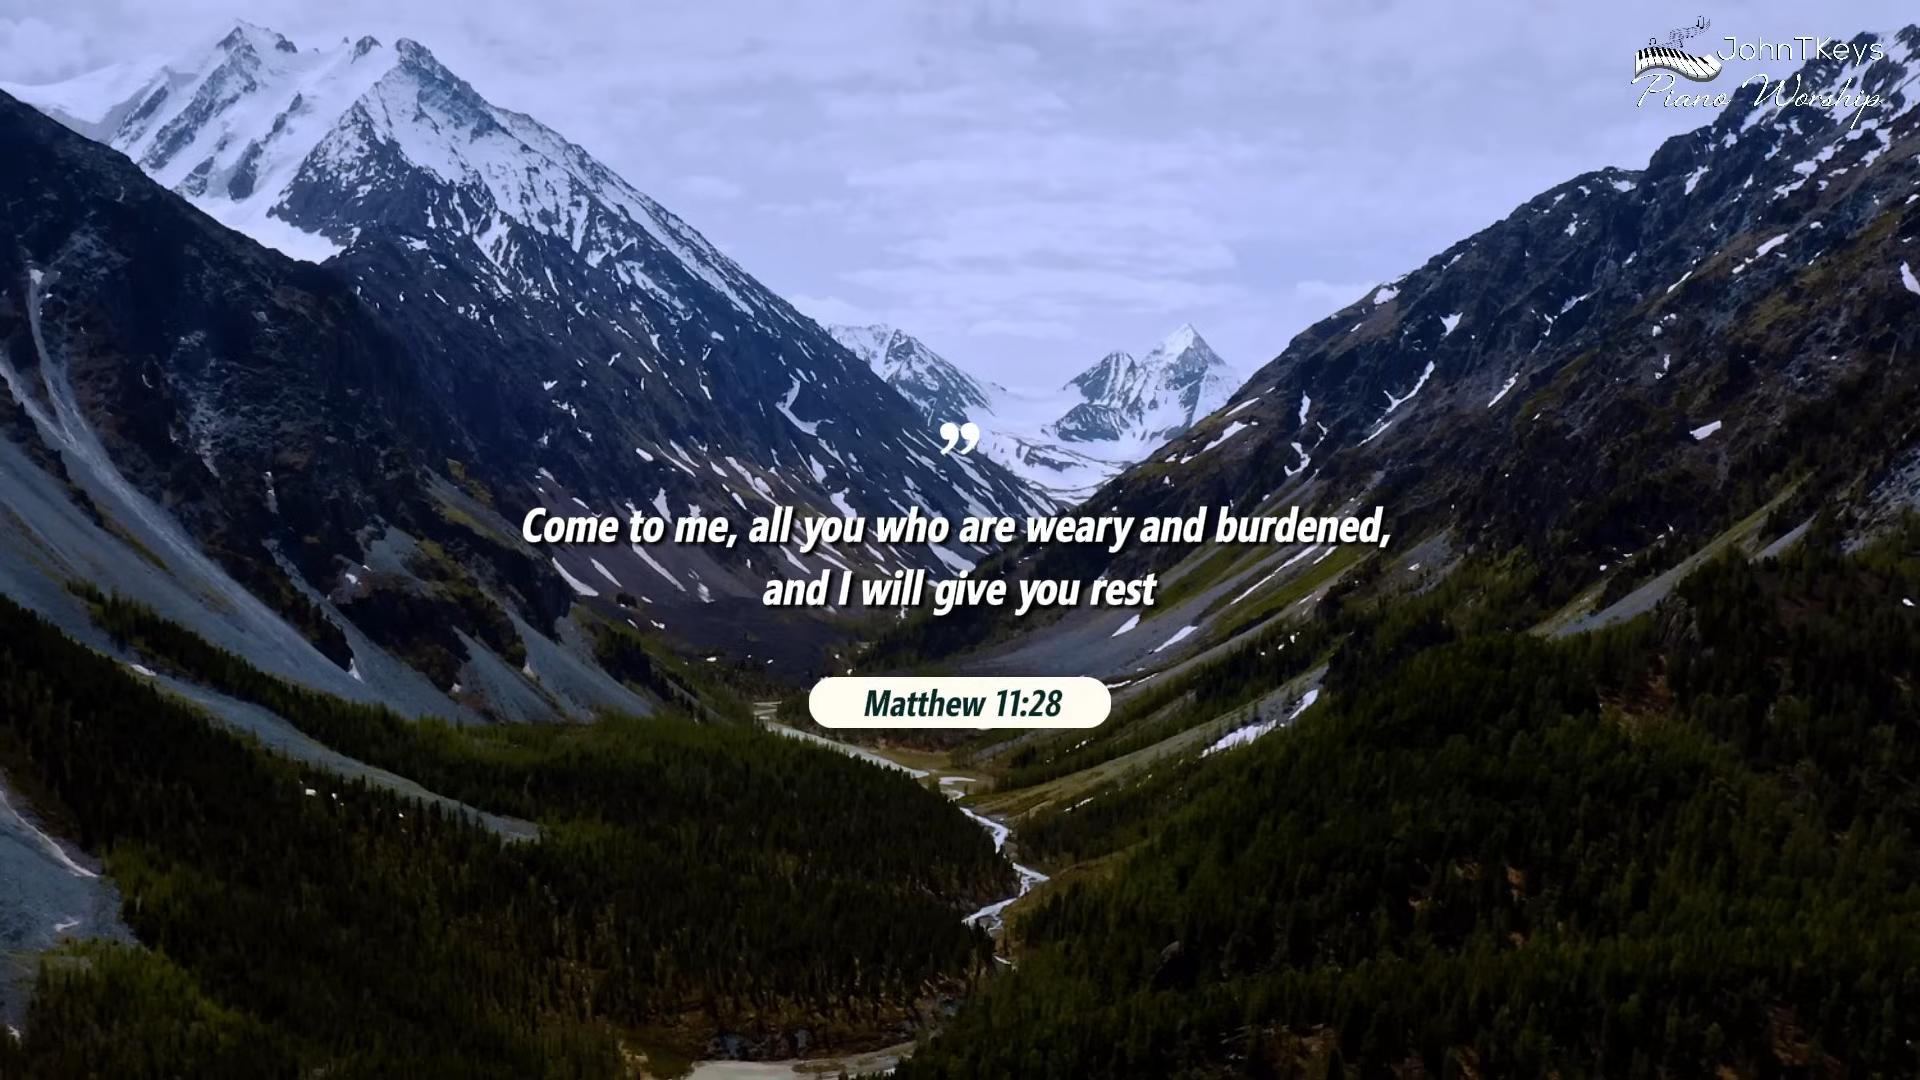 JohnTKeys
Piano Worship
”
Come to me, all you who are weary and burdened,
and I will give you rest
Matthew 11:28